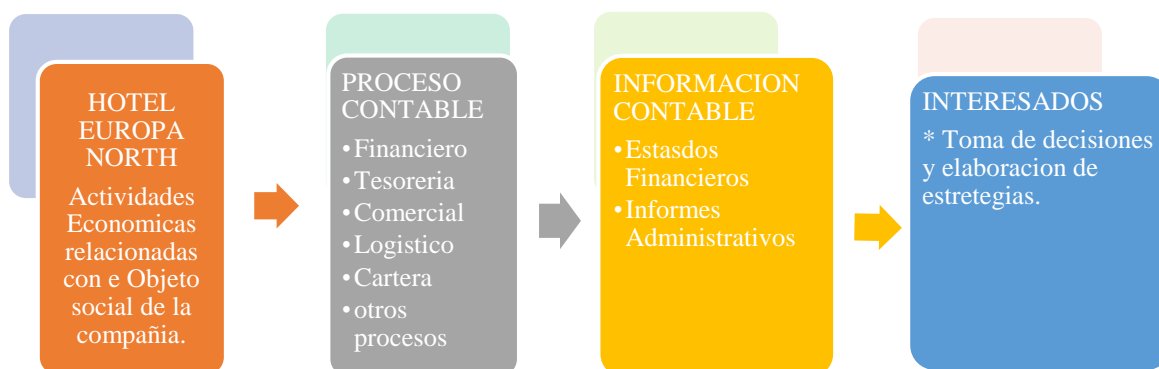 HOTEL
EUROPA
NORTH
Actividades
Economicas
relacionadas
con e Objeto
social de la
compañia.
PROCESO
CONTABLE
•Financiero
•Tesoreria
•Comercial
•Logistico
•Cartera
•otros
procesos
INFORMACION
CONTABLE
•Estasdos
Financieros
•Informes
Administrativos
INTERESADOS
* Toma de decisiones
y elaboracion de
estretegias.